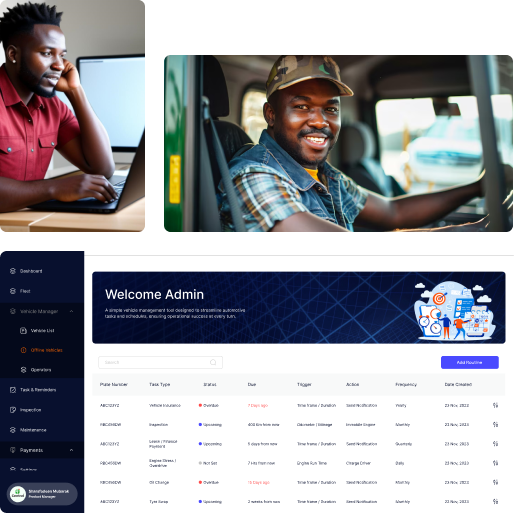 Dashboard
Fleet
Vehicle Manager
Vehicle List
Offline Vehicles
Operators
Task & Reminders
Inspection
Maintenance
Payments
Shamsudeen Mubarak
Product Manager
Welcome Admin
A simple vehicle management tool designed to streamline automotive
tasks and schedules, ensuring operational success at every turn.
Search
Add Routine
Plate Number Task Type Status Due Trigger Action Frequency Date Created
ABC123YZ Vehicle Insurance Overdue 7 Days ago Time frame / Duration Send Notification Yearly 23 Nov, 2023
RBC456DW Inspection Upcoming 400 Km from now Odometer / Mileage Immobile Engine Monthly 23 Nov, 2023
ABC123YZ Lease / Finance Payment Upcoming 5 days from now Time frame / Duration Send Notification Quarterly 23 Nov, 2023
RBC456DW Engine Stress / Overdrive Not Set 7 Hrs from now Engine Run Time Charge Driver Daily 23 Nov, 2023
RBC456DW Oil Change Overdue 14 Days ago Time frame / Duration Send Notification Monthly 23 Nov, 2023
ABC123YZ Tyre Swap Upcoming 2 weeks from now Time frame / Duration Send Notification Monthly 23 Nov, 2023